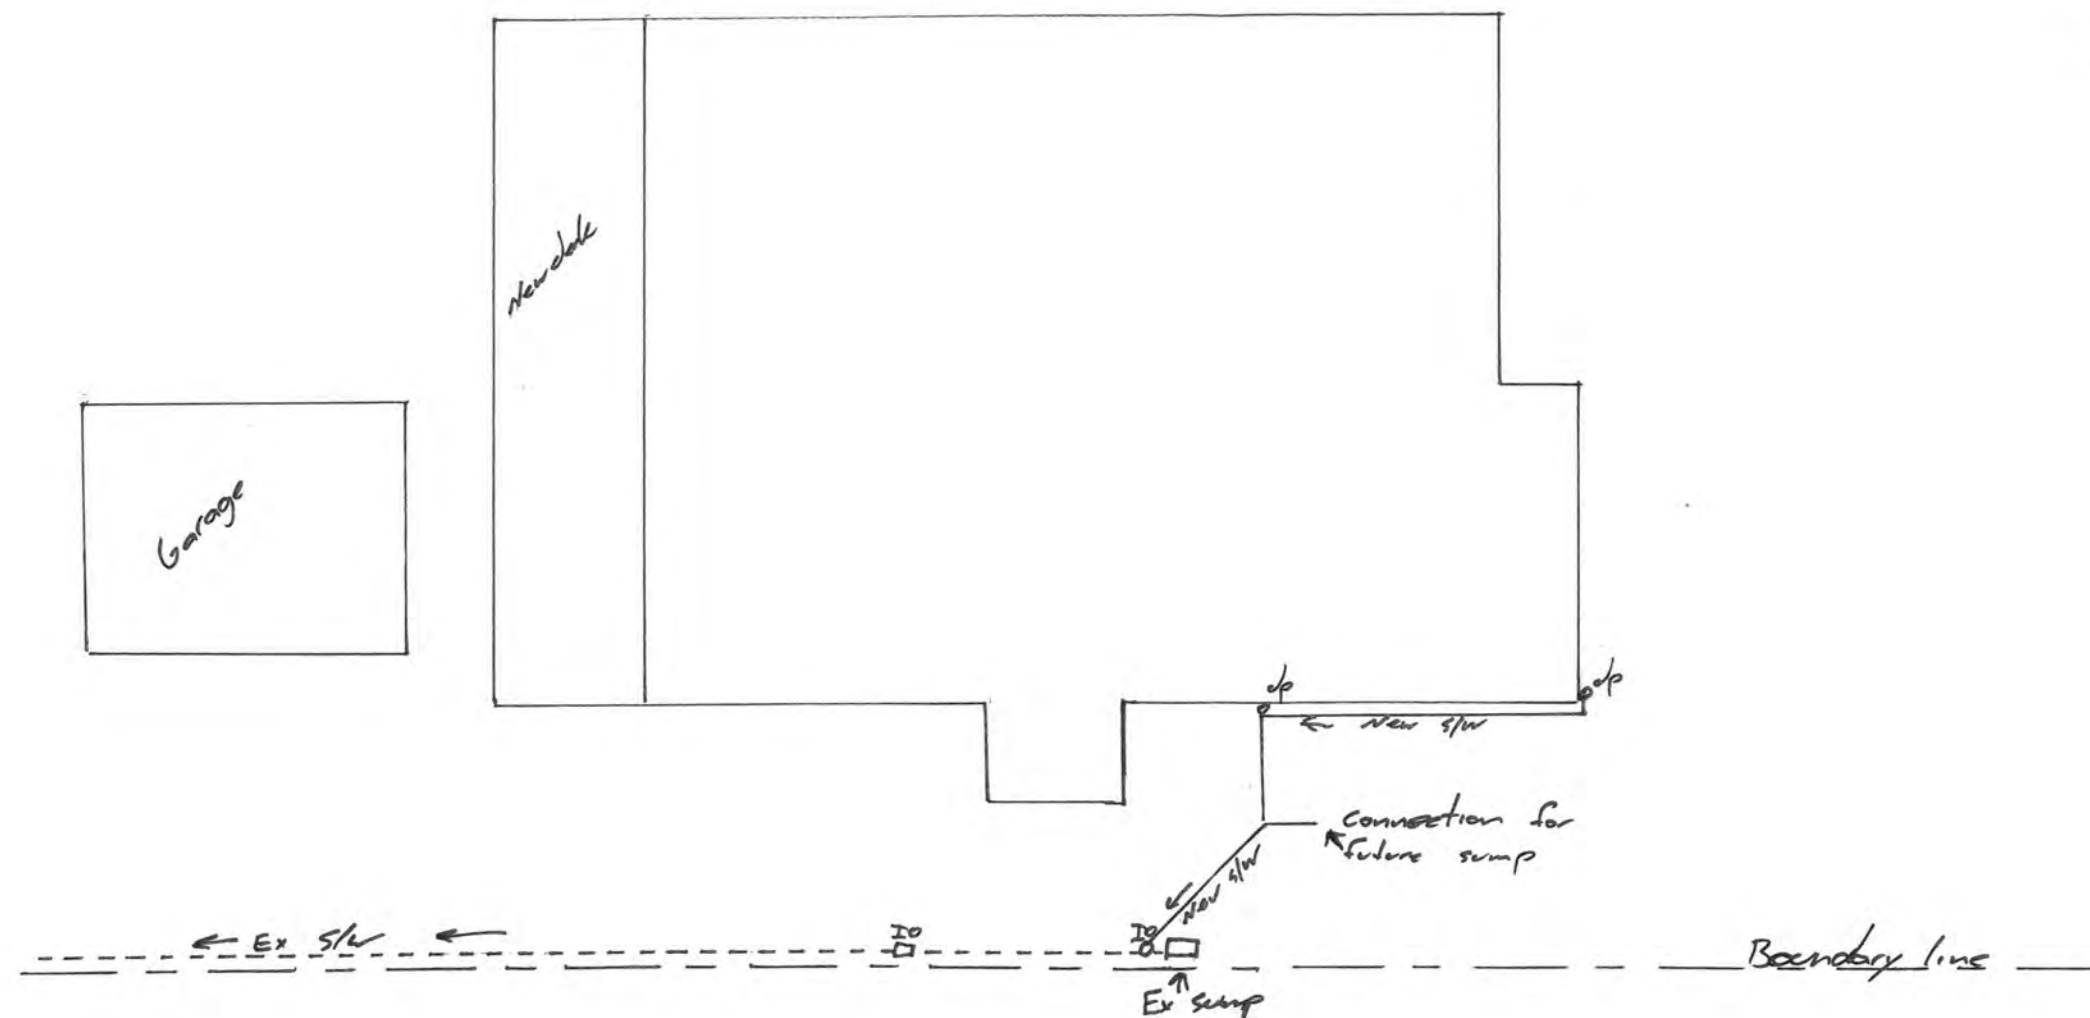 New deck
Garage
dp
dp
← New s/w
Connection for
future sump
New s/w
← Ex s/w ←
IO
IO
Boundary line
Ex sump